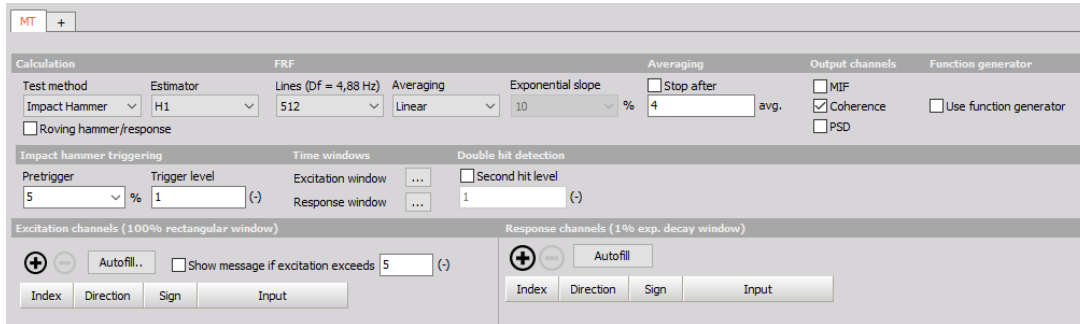 MT +
Calculation FRF Averaging Output channels Function generator
Test method Estimator Lines (Df = 4,88 Hz) Averaging Exponential slope Stop after MIF
Impact Hammer H1 512 Linear 10 % 4 avg. Coherence Use function generator
Roving hammer/response PSD
Impact hammer triggering Time windows Double hit detection
Pretrigger Trigger level Excitation window ... Second hit level
5 % 1 (-) Response window ... 1 (-)
Excitation channels (100% rectangular window) Response channels (1% exp. decay window)
Autofill.. Show message if excitation exceeds 5 (-) Autofill
Index Direction Sign Input Index Direction Sign Input